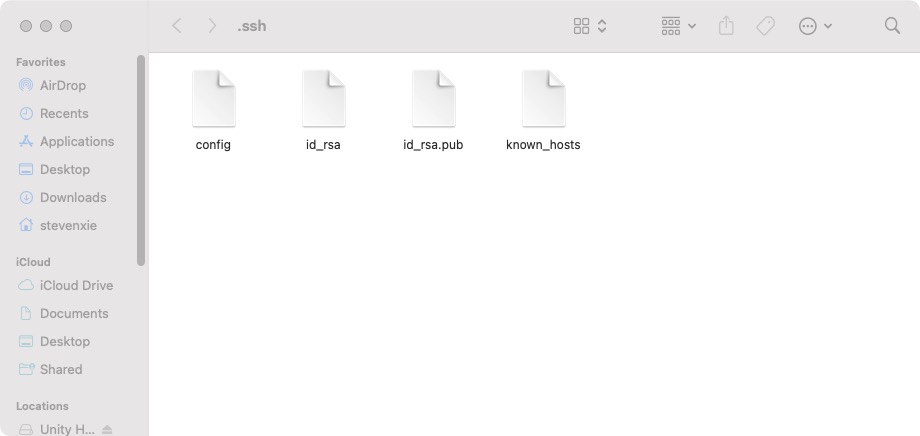 .ssh
Favorites
AirDrop
Recents
Applications
Desktop
Downloads
stevenxie
iCloud
iCloud Drive
Documents
Desktop
Shared
Locations
Unity H...
config
id_rsa
id_rsa.pub
known_hosts